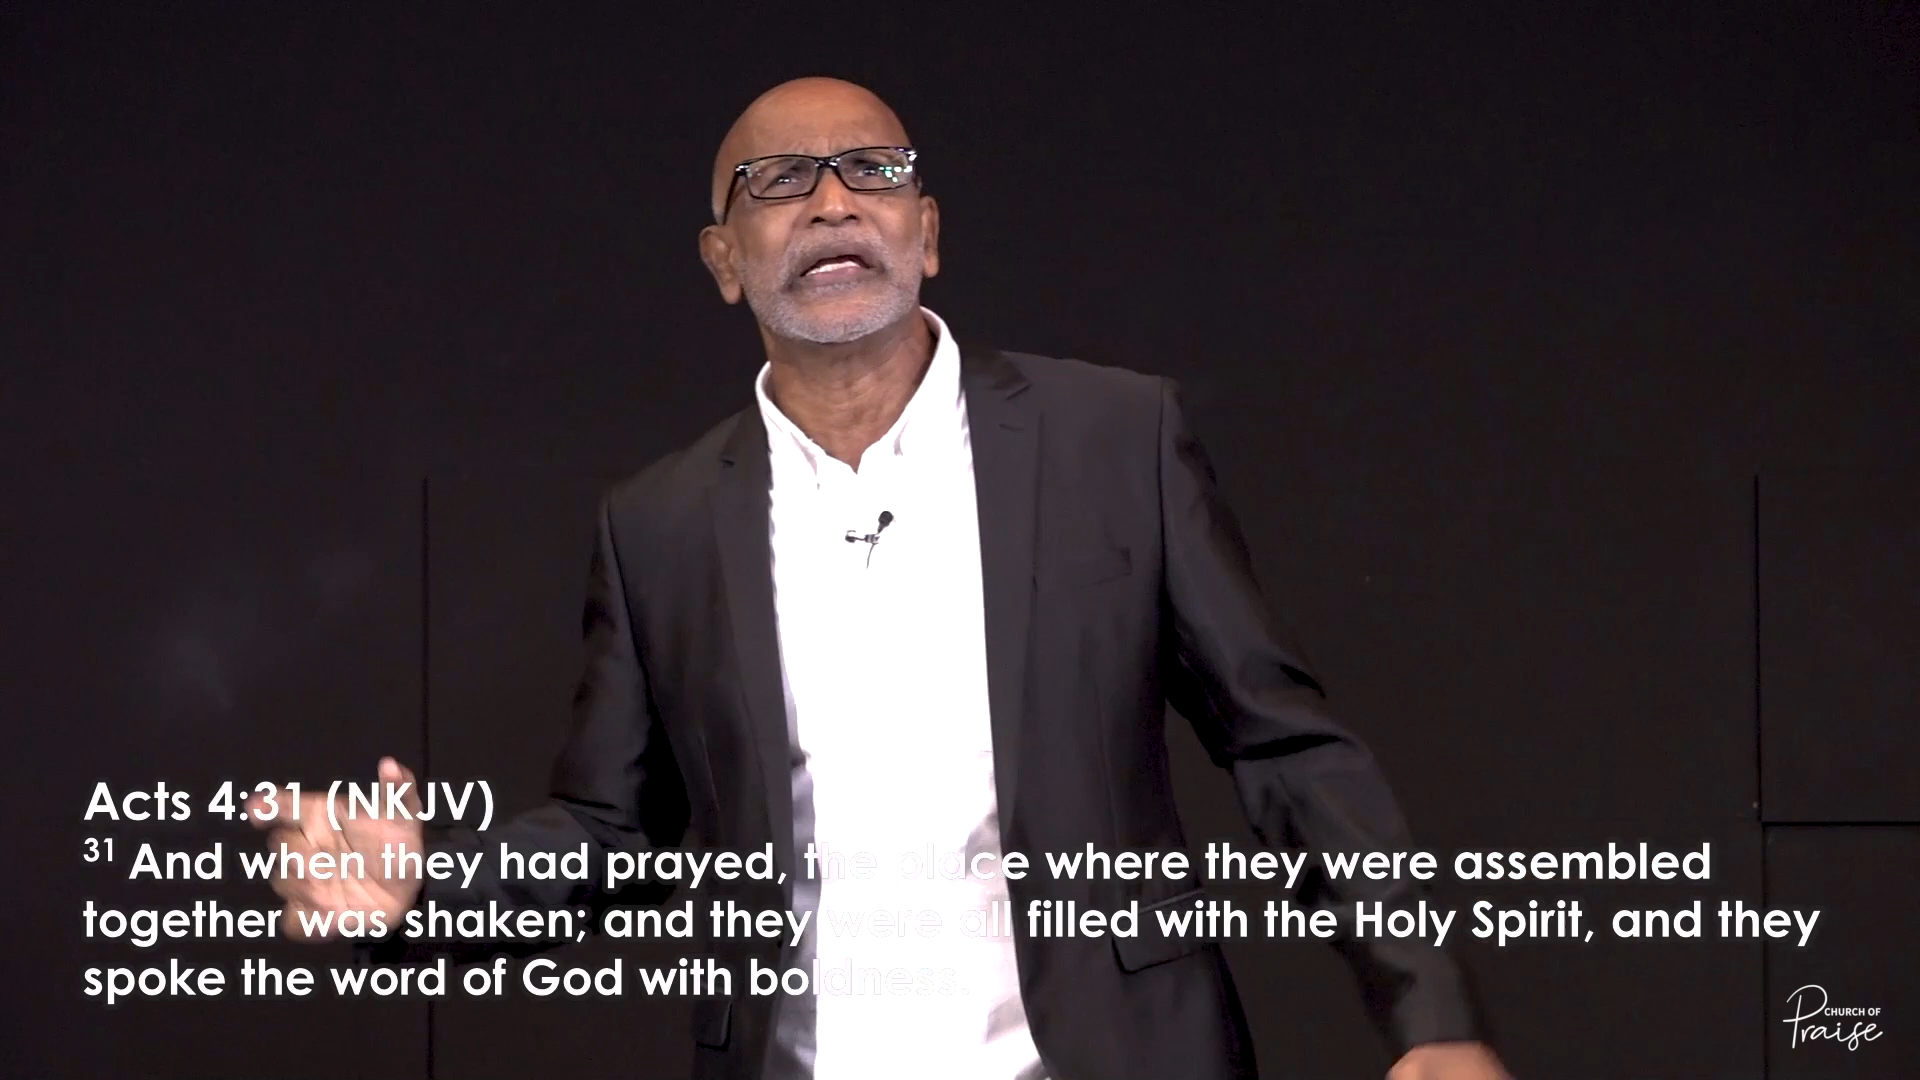 Acts 4:31 (NKJV)
31 And when they had prayed, the place where they were assembled
together was shaken; and they were all filled with the Holy Spirit, and they
spoke the word of God with boldness.
CHURCH OF
Praise